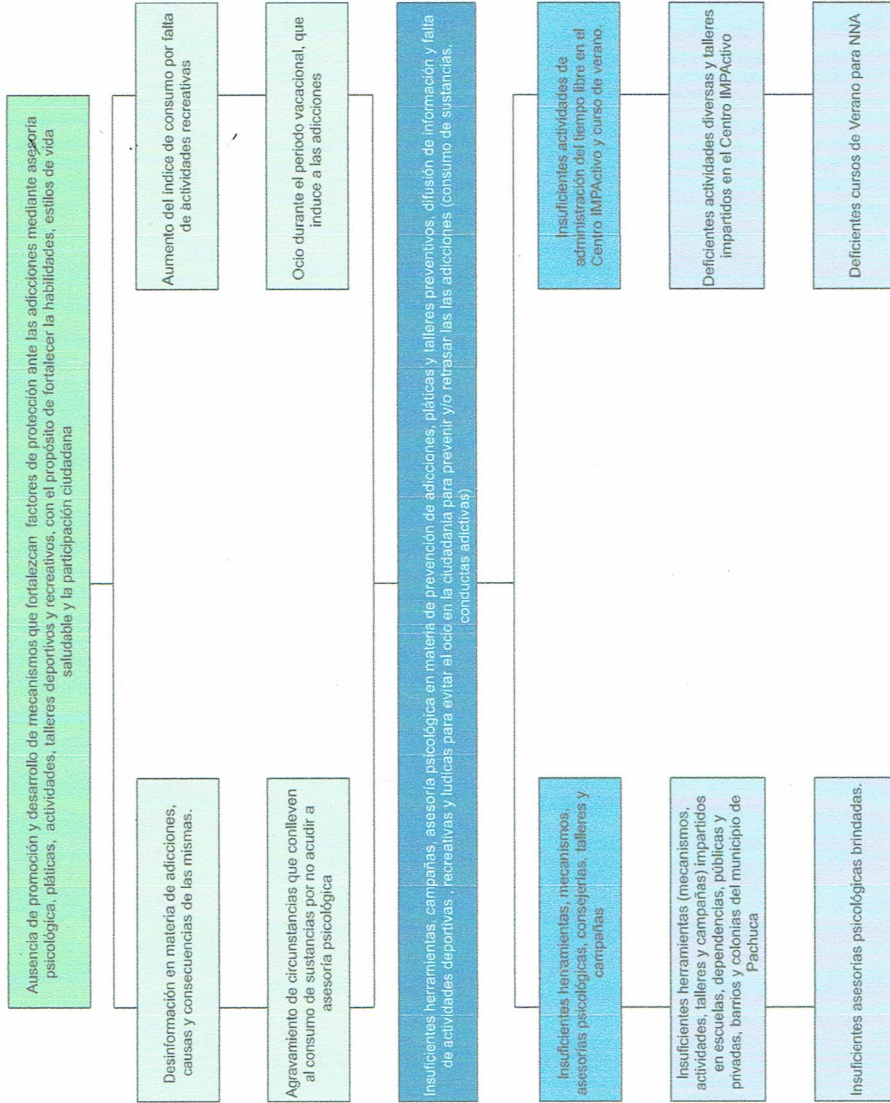 Ausencia de promoción y desarrollo de mecanismos que fortalezcan factores de protección ante las adicciones mediante asesoría
psicológica, pláticas, actividades, talleres deportivos y recreativos, con el propósito de fortalecer la habilidades, estilos de vida
saludable y la participación ciudadana
Desinformación en materia de adicciones,
causas y consecuencias de las mismas.
Aumento del índice de consumo por falta
de actividades recreativas
Agravamiento de circunstancias que conlleven
al consumo de sustancias por no acudir a
asesoría psicológica
Ocio durante el periodo vacacional, que
induce a las adicciones
Insuficientes herramientas, campañas, asesoría psicológica en materia de prevención de adicciones, pláticas y talleres preventivos, difusión de información y falta
de actividades deportivas , recreativas y ludicas para evitar el ocio en la ciudadanía para prevenir y/o retrasar las las adicciones (consumo de sustancias,
conductas adictivas)
Insuficientes herramientas, mecanismos,
asesorías psicológicas, consejerías, talleres y
campañas
Insuficientes actividades de
administración del tiempo libre en el
Centro IMPActivo y curso de verano.
Insuficientes herramientas (mecanismos,
actividades, talleres y campañas) impartidos
en escuelas, dependencias, públicas y
privadas, barrios y colonias del municipio de
Pachuca
Deficientes actividades diversas y talleres
impartidos en el Centro IMPActivo
Insuficientes asesorías psicológicas brindadas.
Deficientes cursos de Verano para NNA